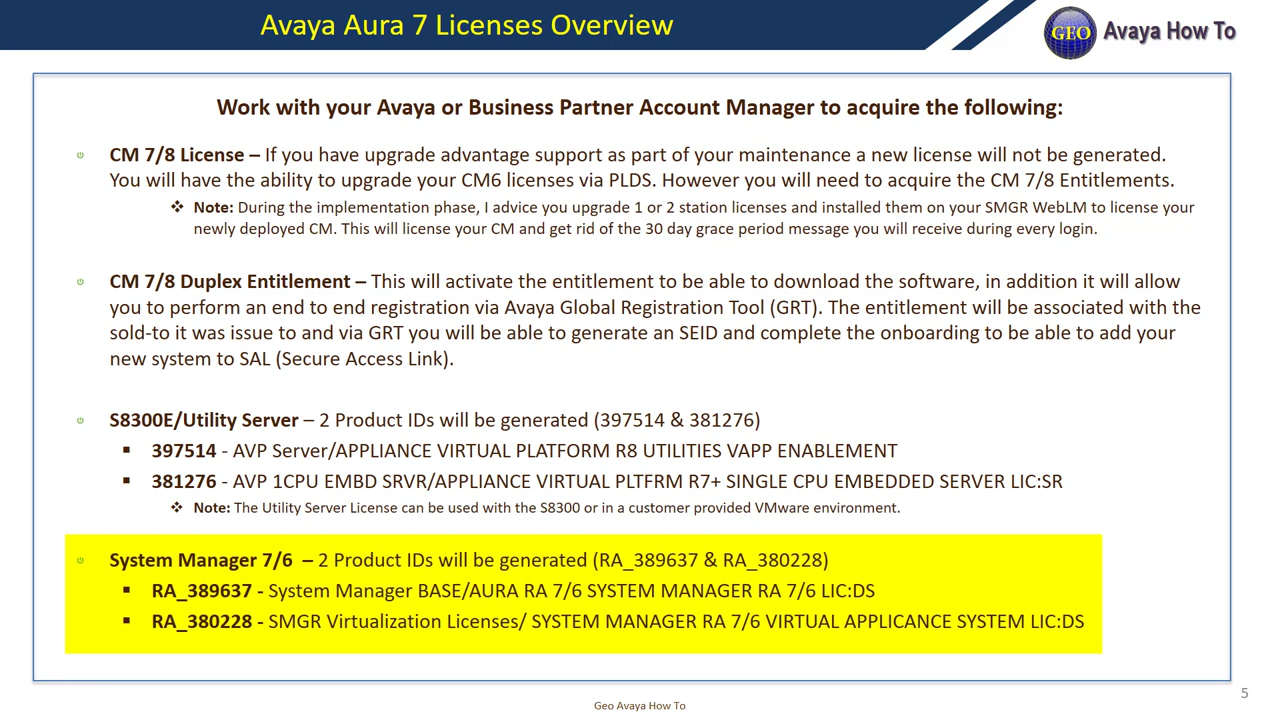 Avaya Aura 7 Licenses Overview
GEO Avaya How To
Work with your Avaya or Business Partner Account Manager to acquire the following:
CM 7/8 License – If you have upgrade advantage support as part of your maintenance a new license will not be generated.
You will have the ability to upgrade your CM6 licenses via PLDS. However you will need to acquire the CM 7/8 Entitlements.
❖ Note: During the implementation phase, I advice you upgrade 1 or 2 station licenses and installed them on your SMGR WebLM to license your
newly deployed CM. This will license your CM and get rid of the 30 day grace period message you will receive during every login.
CM 7/8 Duplex Entitlement – This will activate the entitlement to be able to download the software, in addition it will allow
you to perform an end to end registration via Avaya Global Registration Tool (GRT). The entitlement will be associated with the
sold-to it was issue to and via GRT you will be able to generate an SEID and complete the onboarding to be able to add your
new system to SAL (Secure Access Link).
S8300E/Utility Server – 2 Product IDs will be generated (397514 & 381276)
▪ 397514 - AVP Server/APPLIANCE VIRTUAL PLATFORM R8 UTILITIES VAPP ENABLEMENT
▪ 381276 - AVP 1CPU EMBD SRVR/APPLIANCE VIRTUAL PLTFRM R7+ SINGLE CPU EMBEDDED SERVER LIC:SR
❖ Note: The Utility Server License can be used with the S8300 or in a customer provided VMware environment.
System Manager 7/6 – 2 Product IDs will be generated (RA_389637 & RA_380228)
▪ RA_389637 - System Manager BASE/AURA RA 7/6 SYSTEM MANAGER RA 7/6 LIC:DS
▪ RA_380228 - SMGR Virtualization Licenses/ SYSTEM MANAGER RA 7/6 VIRTUAL APPLICANCE SYSTEM LIC:DS
5
Geo Avaya How To